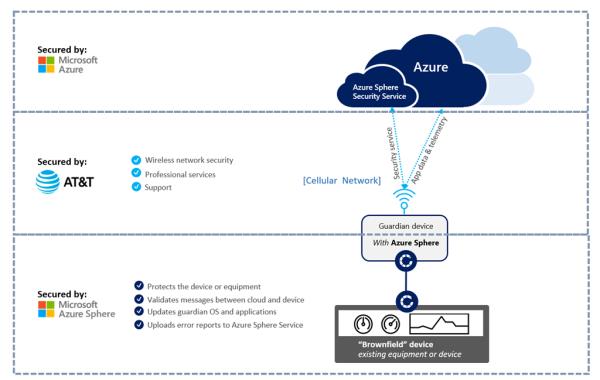 Secured by:
Microsoft
Azure
Azure
Azure Sphere
Security Service
Secured by:
AT&T
Wireless network security
Professional services
Support
Security service
App data & telemetry
[Cellular Network]
Guardian device
With Azure Sphere
Secured by:
Microsoft
Azure Sphere
Protects the device or equipment
Validates messages between cloud and device
Updates guardian OS and applications
Uploads error reports to Azure Sphere Service
"Brownfield" device
existing equipment or device